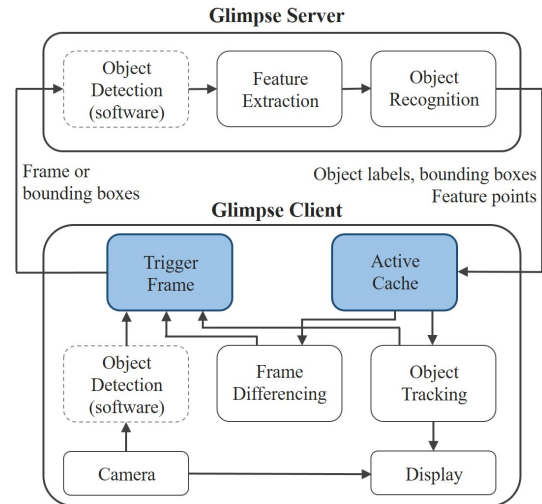 Glimpse Server
Object
Detection
(software)
Feature
Extraction
Object
Recognition
Frame or
bounding boxes
Object labels, bounding boxes
Feature points
Glimpse Client
Trigger
Frame
Active
Cache
Object
Detection
(software)
Frame
Differencing
Object
Tracking
Camera
Display